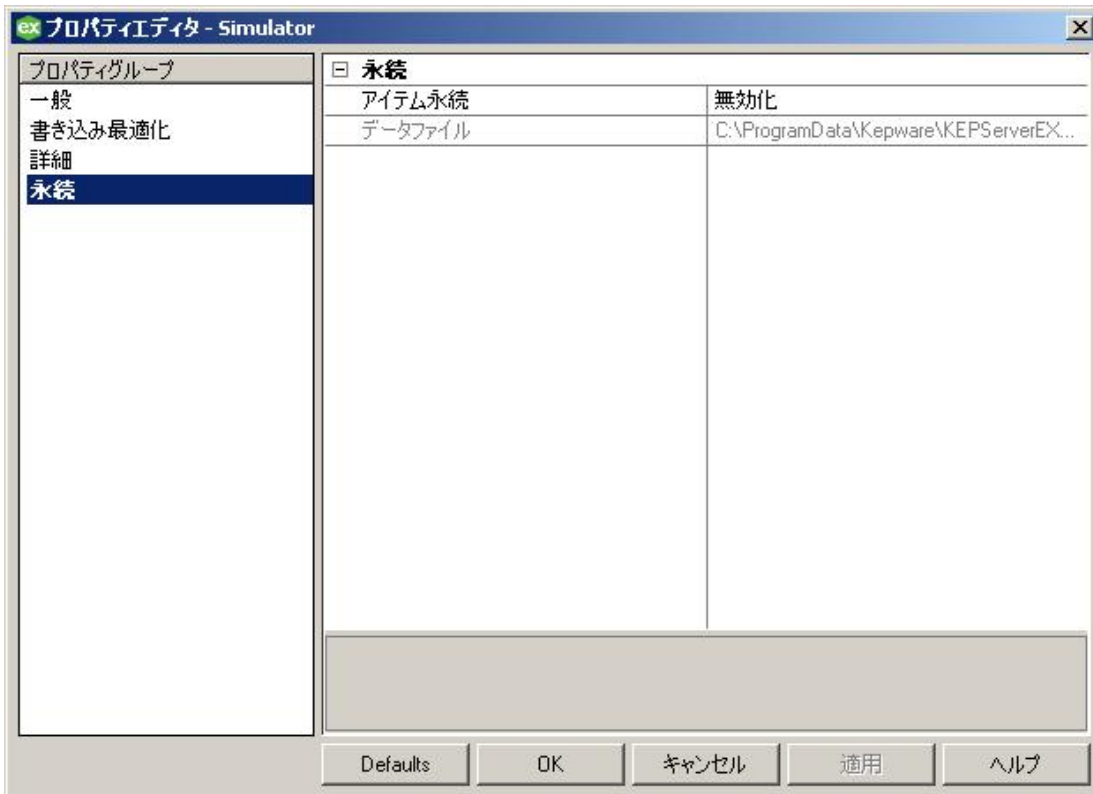 ex プロパティエディタ - Simulator
プロパティグループ
一般
書き込み最適化
詳細
永続
永続
アイテム永続 無効化
データファイル C:\ProgramData\Kepware\KEPServerEX...
Defaults OK キャンセル 適用 ヘルプ